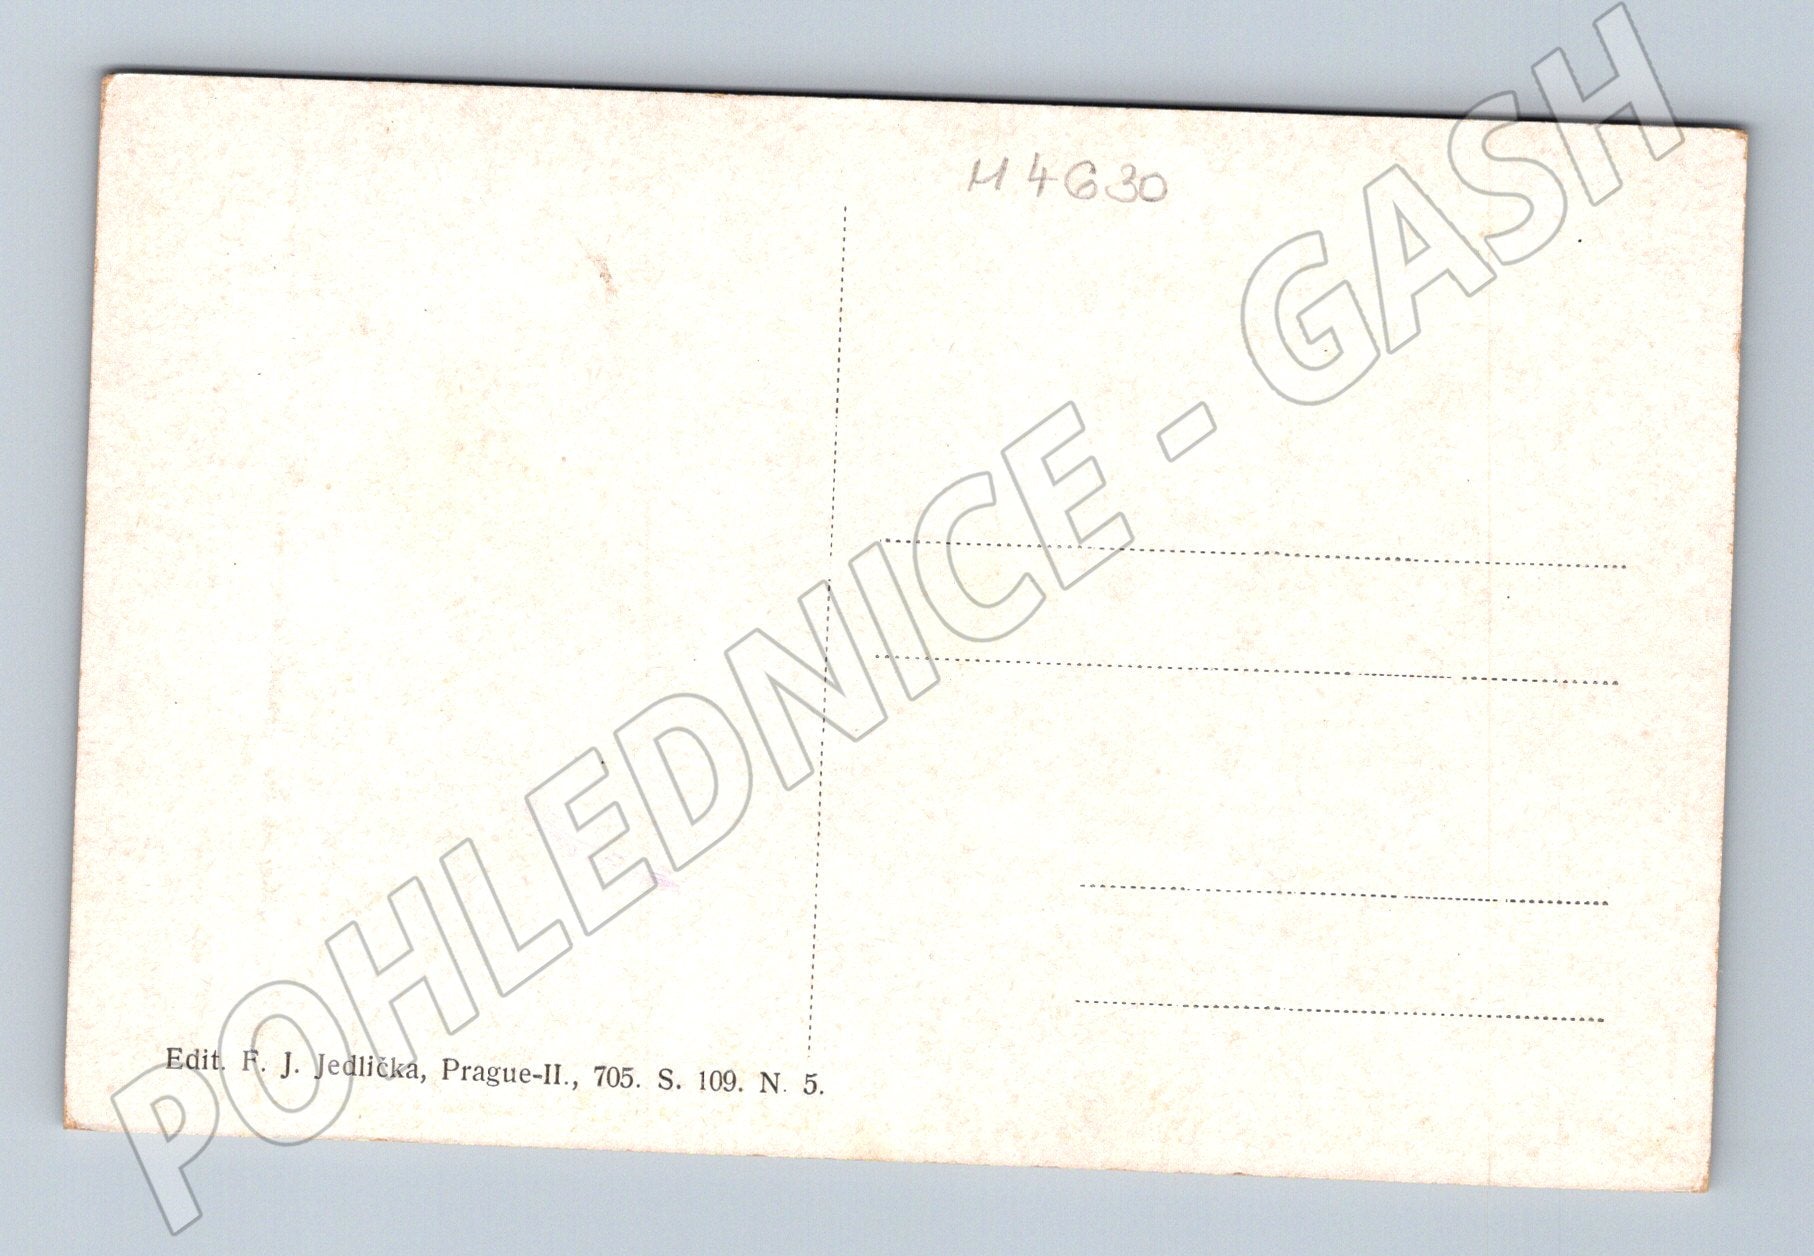 M 4630
POHLEDNICE - GASH
Edit. F. J. Jedlička, Prague-II., 705. S. 109. N. 5.